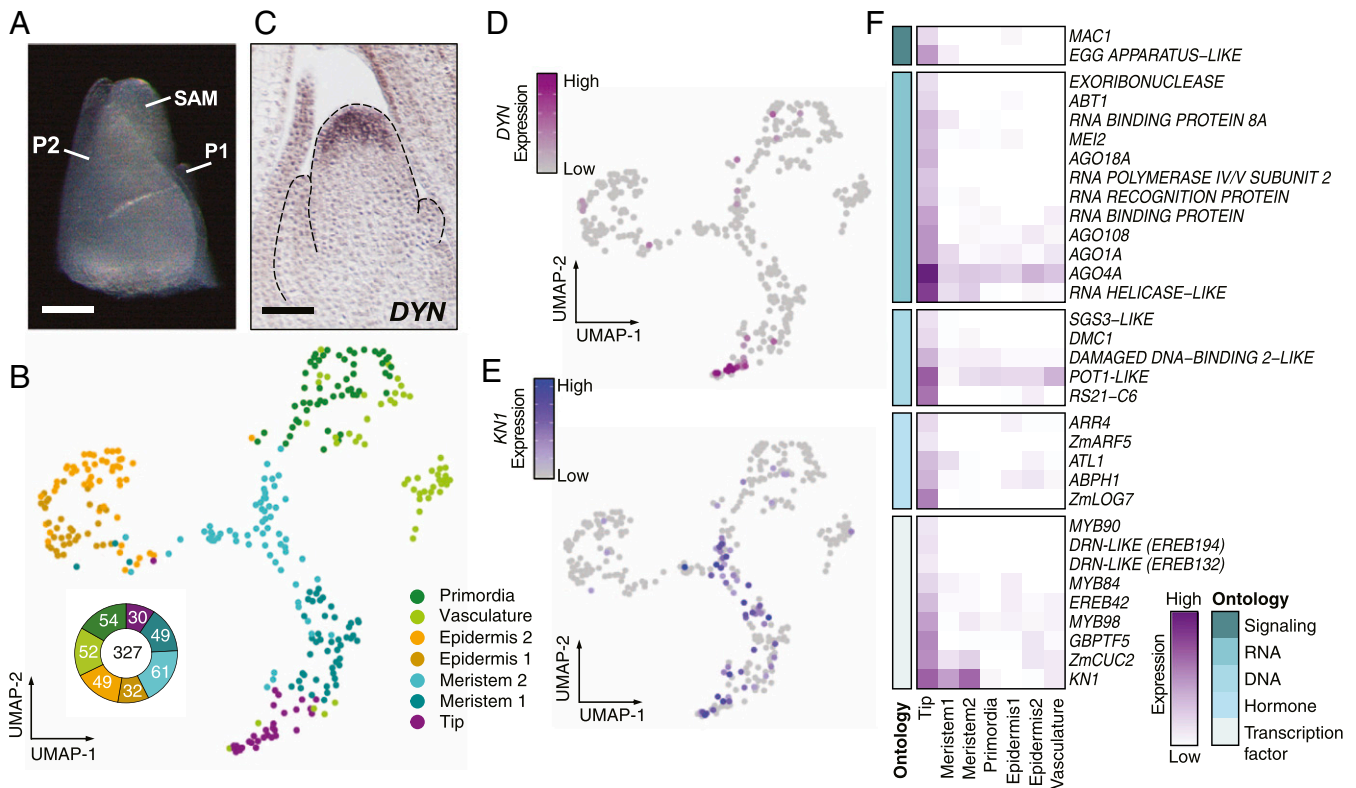 A
SAM
P2
P1
C
DYN
D
High
DYN
Expression
Low
UMAP-2
UMAP-1
B
54
30
49
61
32
49
52
327
UMAP-2
UMAP-1
Primordia
Vasculature
Epidermis 2
Epidermis 1
Meristem 2
Meristem 1
Tip
E
High
KN1
Expression
Low
UMAP-2
UMAP-1
F
MAC1
EGG APPARATUS–LIKE
EXORIBONUCLEASE
ABT1
RNA BINDING PROTEIN 8A
MEI2
AGO18A
RNA POLYMERASE IV/V SUBUNIT 2
RNA RECOGNITION PROTEIN
RNA BINDING PROTEIN
AGO108
AGO1A
AGO4A
RNA HELICASE–LIKE
SGS3–LIKE
DMC1
DAMAGED DNA–BINDING 2–LIKE
POT1-LIKE
RS21–C6
ARR4
ZmARF5
ATL1
ABPH1
ZmLOG7
MYB90
DRN-LIKE (EREB194)
DRN-LIKE (EREB132)
MYB84
EREB42
MYB98
GBPTF5
ZmCUC2
KN1
Ontology
Tip
Meristem1
Meristem2
Primordia
Epidermis1
Epidermis2
Vasculature
High
Expression
Low
Ontology
Signaling
RNA
DNA
Hormone
Transcription
factor